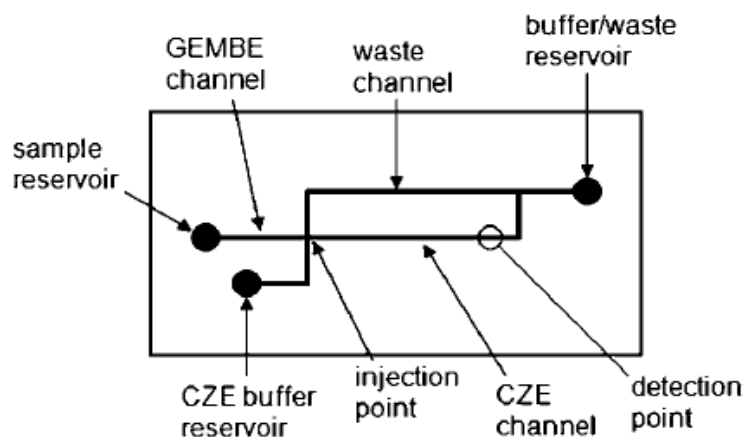 GEMBE
channel
waste
channel
buffer/waste
reservoir
sample
reservoir
CZE buffer
reservoir
injection
point
CZE
channel
detection
point